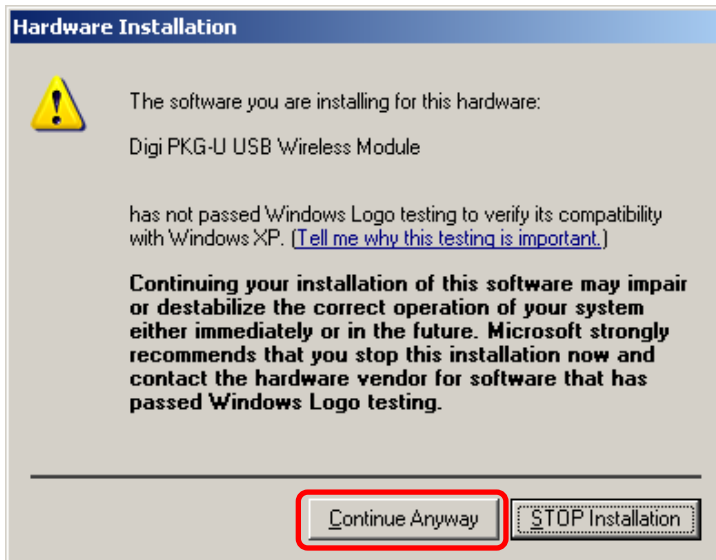 Hardware Installation
The software you are installing for this hardware:
Digi PKG-U USB Wireless Module
has not passed Windows Logo testing to verify its compatibility
with Windows XP. (Tell me why this testing is important.)
Continuing your installation of this software may impair
or destabilize the correct operation of your system
either immediately or in the future. Microsoft strongly
recommends that you stop this installation now and
contact the hardware vendor for software that has
passed Windows Logo testing.
Continue Anyway STOP Installation